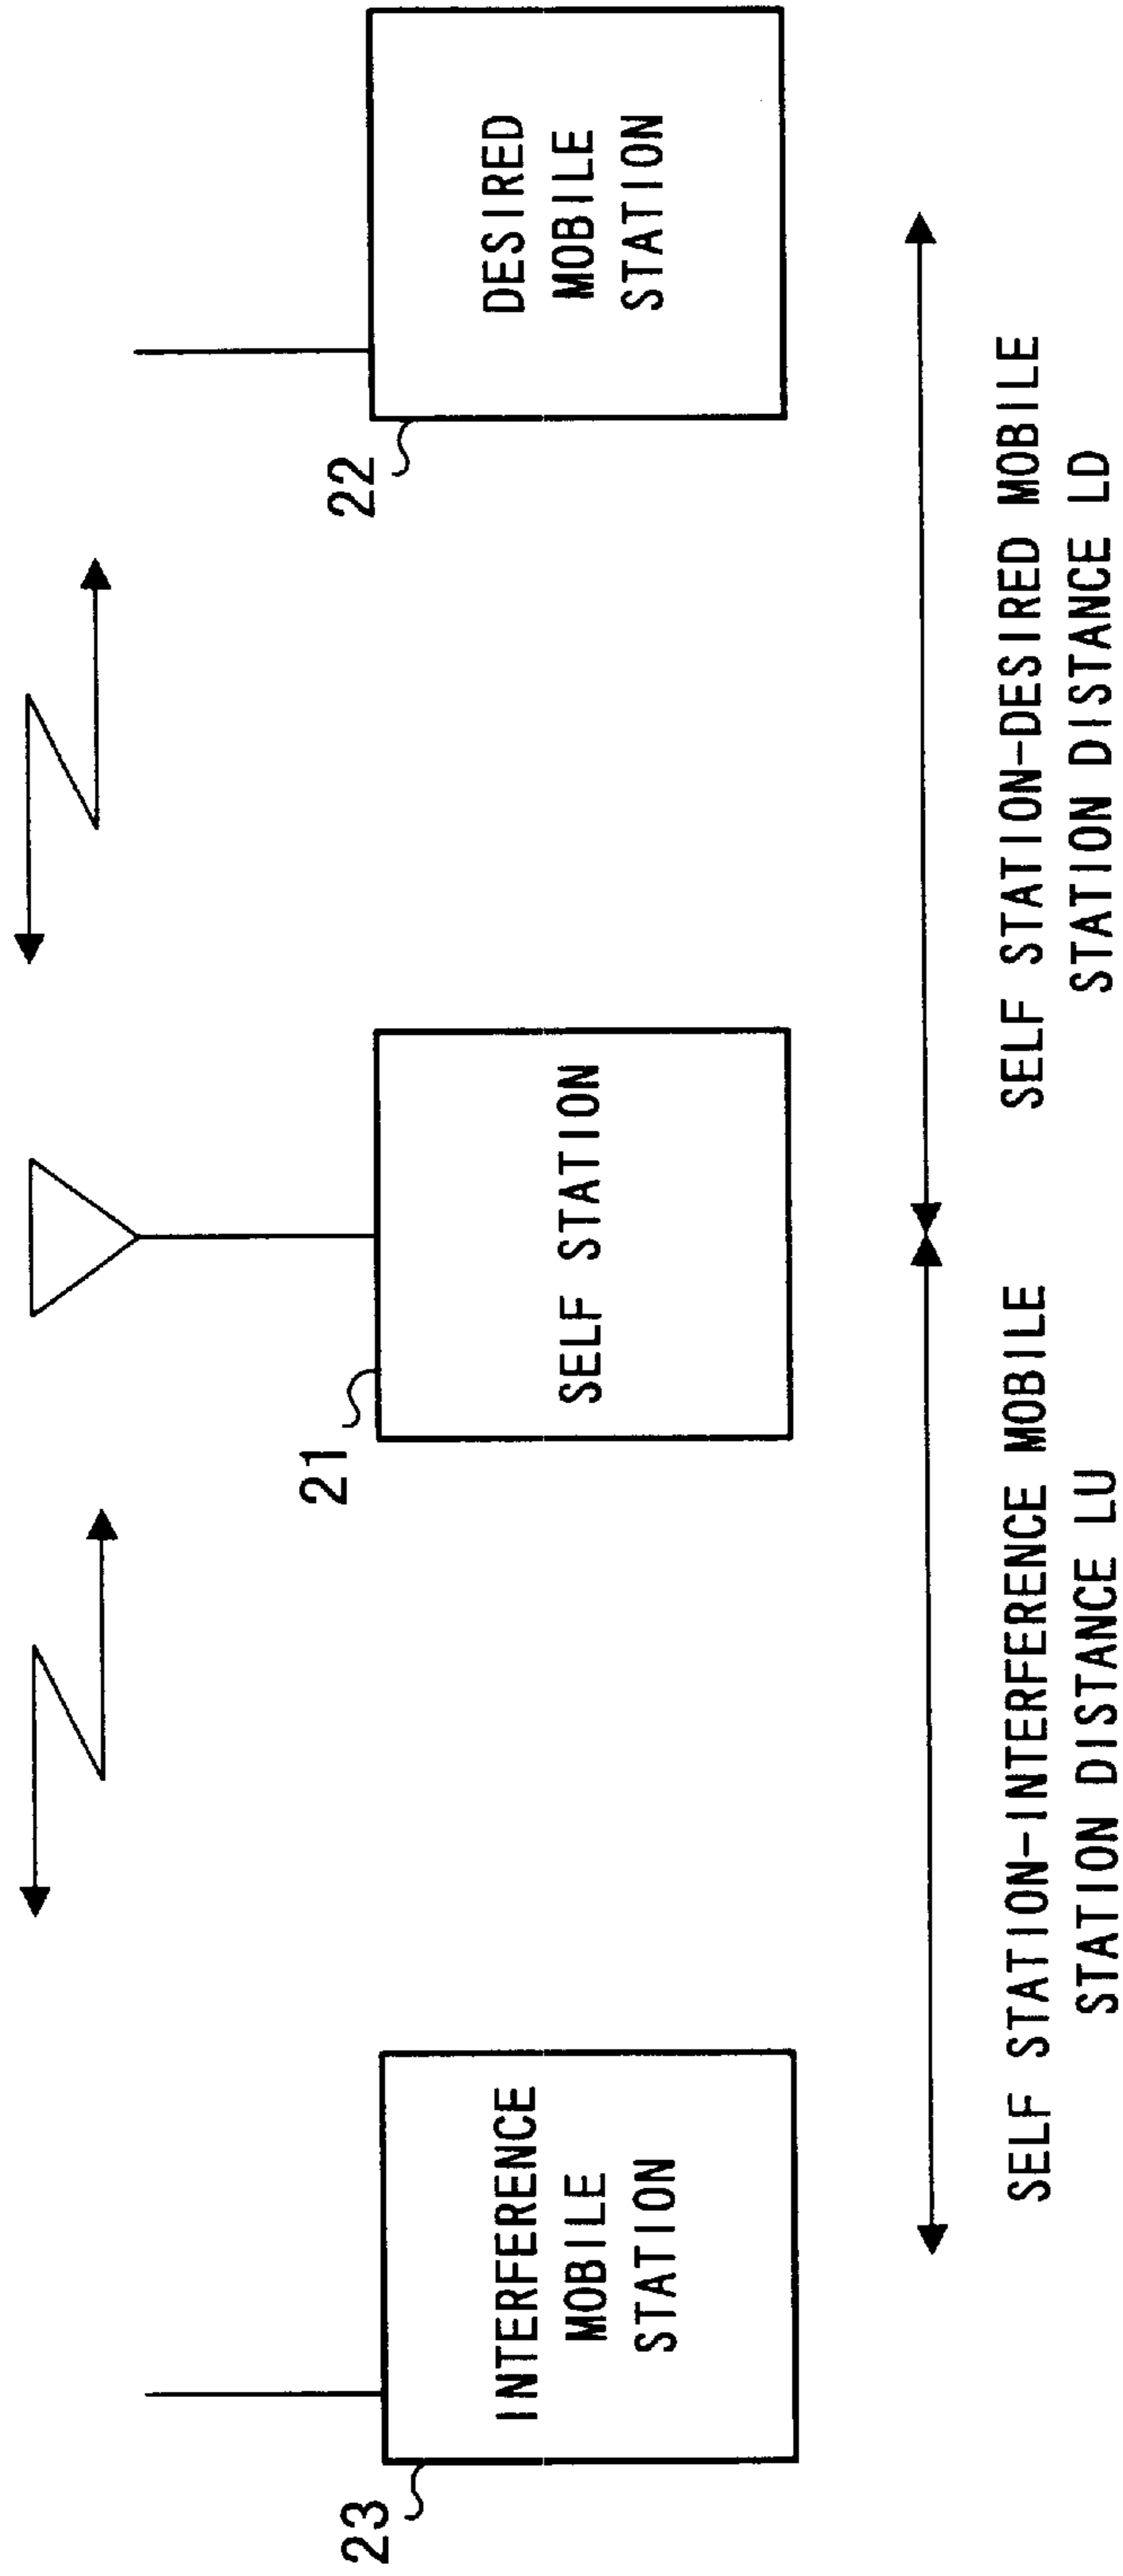 23
INTERFERENCE
MOBILE
STATION
21
SELF STATION
22
DESIRED
MOBILE
STATION
SELF STATION-INTERFERENCE MOBILE
STATION DISTANCE LU
SELF STATION-DESIRED MOBILE
STATION DISTANCE LD